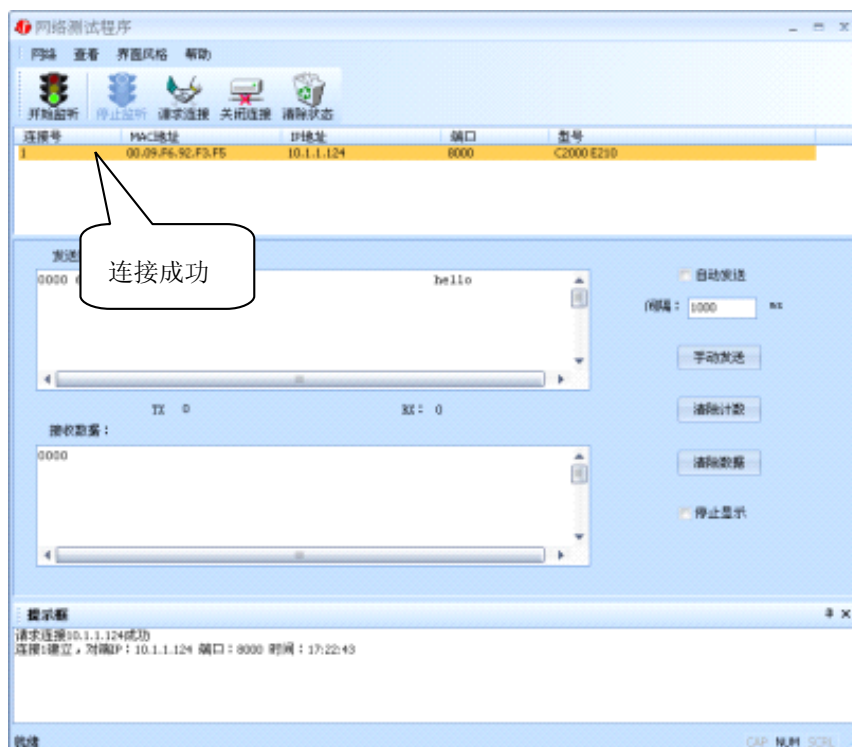 网络测试程序
网络 查看 界面风格 帮助
开始监听 停止监听 请求连接 关闭连接 清除状态
连接号 MAC地址 IP地址 端口 型号
1 00.09.F6.92.F3.F5 10.1.1.124 8000 C2000 E210
连接成功
发送
0000 hello
自动发送
间隔： 1000 ms
手动发送
TX 0 RX： 0
清除计数
接收数据：
0000
清除数据
停止显示
提示框
请求连接10.1.1.124成功
连接1建立，对端IP：10.1.1.124 端口：8000 时间：17:22:43
就绪
CAP NUM SCRL